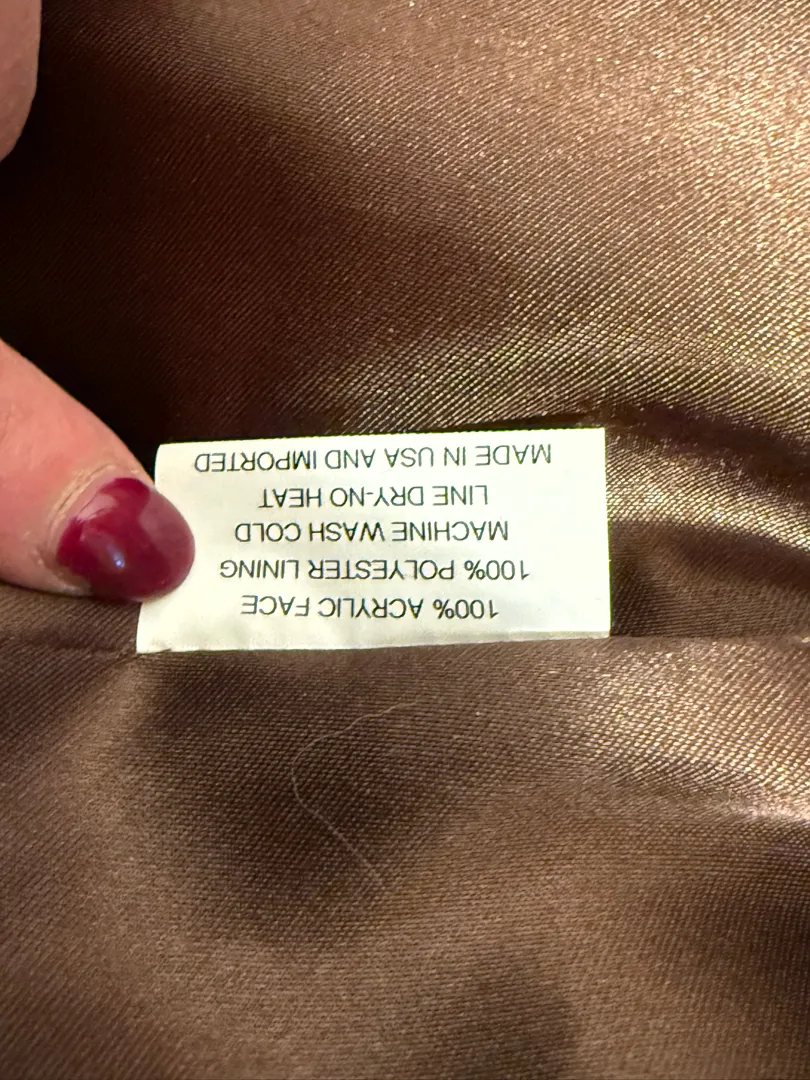 100% ACRYLIC FACE
100% POLYESTER LINING
MACHINE WASH COLD
LINE DRY-NO HEAT
MADE IN USA AND IMPORTED